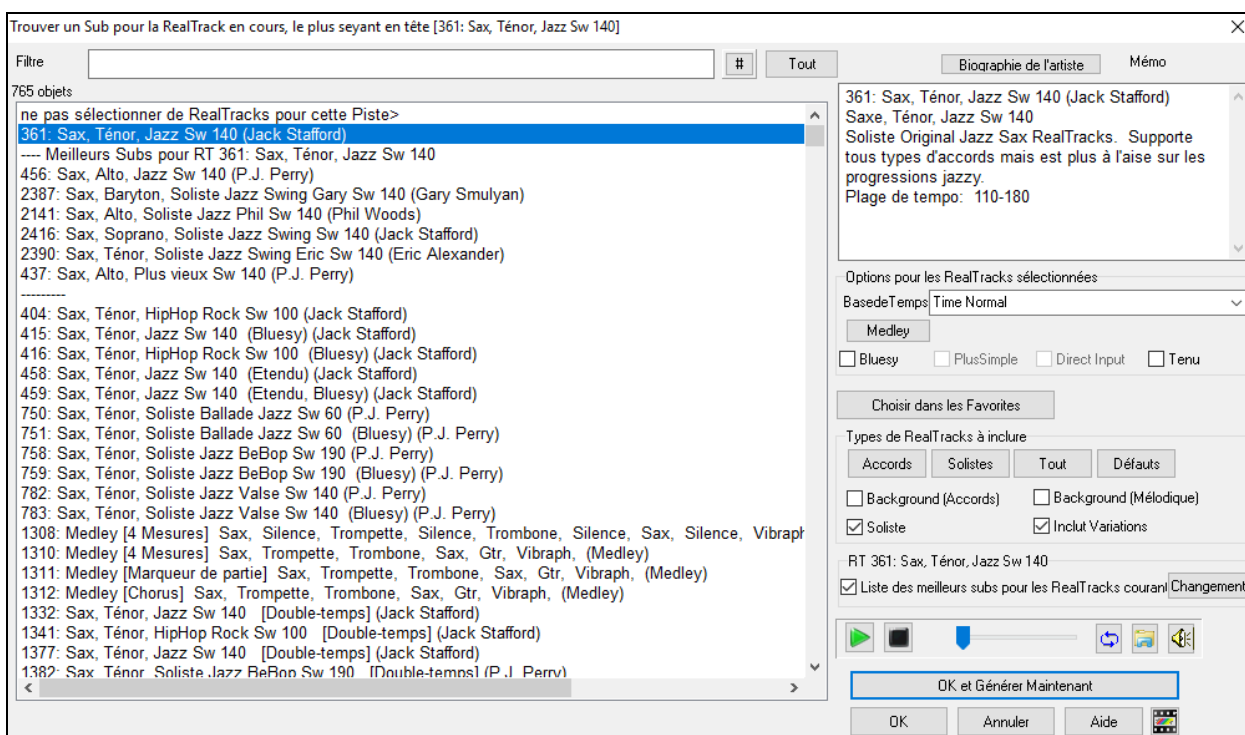 Trouver un Sub pour la RealTrack en cours, le plus seyant en tête [361: Sax, Ténor, Jazz Sw 140]
Filtre
#
Tout
Biographie de l'artiste
Mémo
765 objets
ne pas sélectionner de RealTracks pour cette Piste>
361: Sax, Ténor, Jazz Sw 140 (Jack Stafford)
---- Meilleurs Subs pour RT 361: Sax, Ténor, Jazz Sw 140
456: Sax, Alto, Jazz Sw 140 (P.J. Perry)
2387: Sax, Baryton, Soliste Jazz Swing Gary Sw 140 (Gary Smulyan)
2141: Sax, Alto, Soliste Jazz Phil Sw 140 (Phil Woods)
2416: Sax, Soprano, Soliste Jazz Swing Sw 140 (Jack Stafford)
2390: Sax, Ténor, Soliste Jazz Swing Eric Sw 140 (Eric Alexander)
437: Sax, Alto, Plus vieux Sw 140 (P.J. Perry)
---------
404: Sax, Ténor, HipHop Rock Sw 100 (Jack Stafford)
415: Sax, Ténor, Jazz Sw 140  (Bluesy) (Jack Stafford)
416: Sax, Ténor, HipHop Rock Sw 100  (Bluesy) (Jack Stafford)
458: Sax, Ténor, Jazz Sw 140  (Etendu) (Jack Stafford)
459: Sax, Ténor, Jazz Sw 140  (Etendu, Bluesy) (Jack Stafford)
750: Sax, Ténor, Soliste Ballade Jazz Sw 60 (P.J. Perry)
751: Sax, Ténor, Soliste Ballade Jazz Sw 60  (Bluesy) (P.J. Perry)
758: Sax, Ténor, Soliste Jazz BeBop Sw 190 (P.J. Perry)
759: Sax, Ténor, Soliste Jazz BeBop Sw 190  (Bluesy) (P.J. Perry)
782: Sax, Ténor, Soliste Jazz Valse Sw 140 (P.J. Perry)
783: Sax, Ténor, Soliste Jazz Valse Sw 140  (Bluesy) (P.J. Perry)
1308: Medley [4 Mesures]  Sax,  Silence,  Trompette,  Silence,  Trombone,  Silence,  Sax,  Silence,  Vibraph
1310: Medley [4 Mesures]  Sax,  Trompette,  Trombone,  Sax,  Gtr,  Vibraph,  (Medley)
1311: Medley [Marqueur de partie]  Sax,  Trompette,  Trombone,  Sax,  Gtr,  Vibraph,  (Medley)
1312: Medley [Chorus]  Sax,  Trompette,  Trombone,  Sax,  Gtr,  Vibraph,  (Medley)
1332: Sax, Ténor, Jazz Sw 140   [Double-temps] (Jack Stafford)
1341: Sax, Ténor, HipHop Rock Sw 100   [Double-temps] (Jack Stafford)
1377: Sax, Ténor, Jazz Sw 140   [Double-temps] (Jack Stafford)
1382: Sax, Ténor, Soliste Jazz BeBop Sw 190   [Double-temps] (P.J. Perry)
361: Sax, Ténor, Jazz Sw 140 (Jack Stafford)
Saxe, Ténor, Jazz Sw 140
Soliste Original Jazz Sax RealTracks.  Supporte
tous types d'accords mais est plus à l'aise sur les
progressions jazzy.
Plage de tempo:  110-180
Options pour les RealTracks sélectionnées
BasedeTemps Time Normal
Medley
Bluesy PlusSimple Direct Input Tenu
Choisir dans les Favorites
Types de RealTracks à inclure
Accords Solistes Tout Défauts
Background (Accords) Background (Mélodique)
Soliste Inclut Variations
RT 361: Sax, Ténor, Jazz Sw 140
Liste des meilleurs subs pour les RealTracks courant Changement
OK et Générer Maintenant
OK Annuler Aide